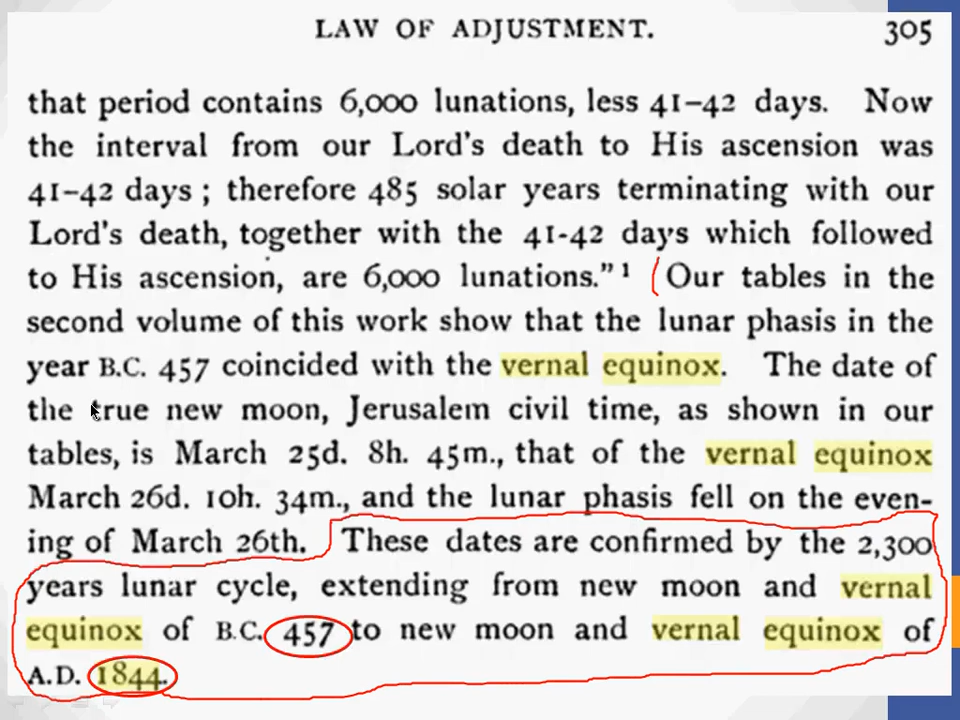 LAW OF ADJUSTMENT. 305
that period contains 6,000 lunations, less 41–42 days. Now
the interval from our Lord's death to His ascension was
41–42 days ; therefore 485 solar years terminating with our
Lord's death, together with the 41-42 days which followed
to His ascension, are 6,000 lunations." ¹ (Our tables in the
second volume of this work show that the lunar phasis in the
year B.C. 457 coincided with the vernal equinox. The date of
the true new moon, Jerusalem civil time, as shown in our
tables, is March 25d. 8h. 45m., that of the vernal equinox
March 26d. 10h. 34m., and the lunar phasis fell on the even-
ing of March 26th. These dates are confirmed by the 2,300
years lunar cycle, extending from new moon and vernal
equinox of B.C. 457 to new moon and vernal equinox of
A.D. 1844.